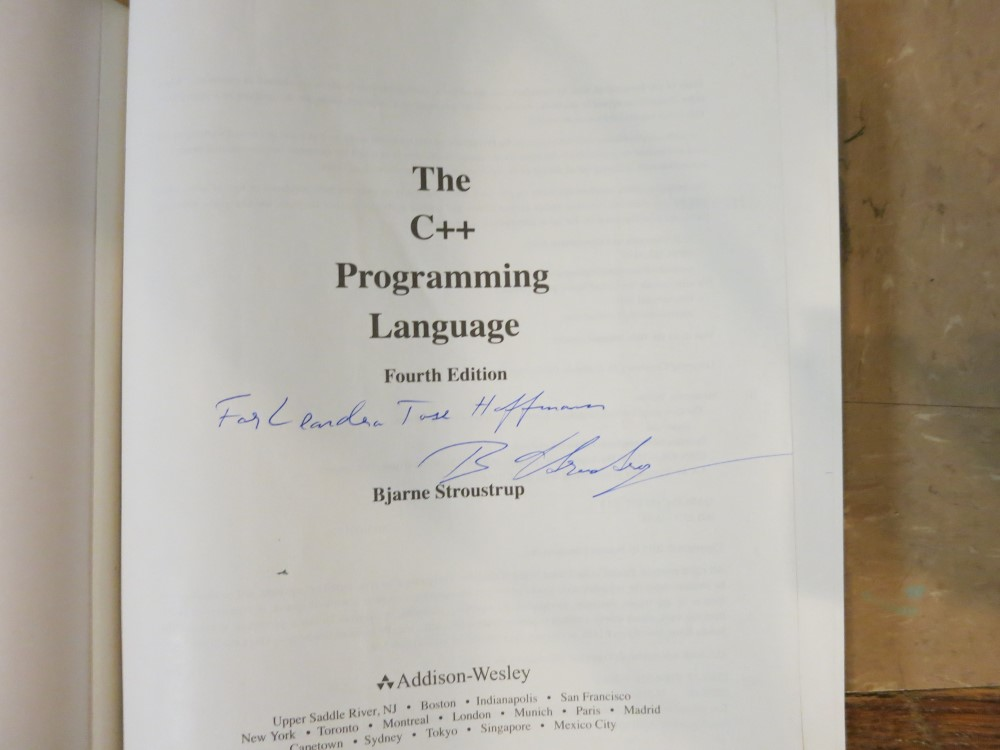 The
C++
Programming
Language
Fourth Edition
For Leandro Jose Hoffmann
B Stroustrup
Bjarne Stroustrup
Addison-Wesley
Upper Saddle River, NJ • Boston • Indianapolis • San Francisco
New York • Toronto • Montreal • London • Munich • Paris • Madrid
Capetown • Sydney • Tokyo • Singapore • Mexico City